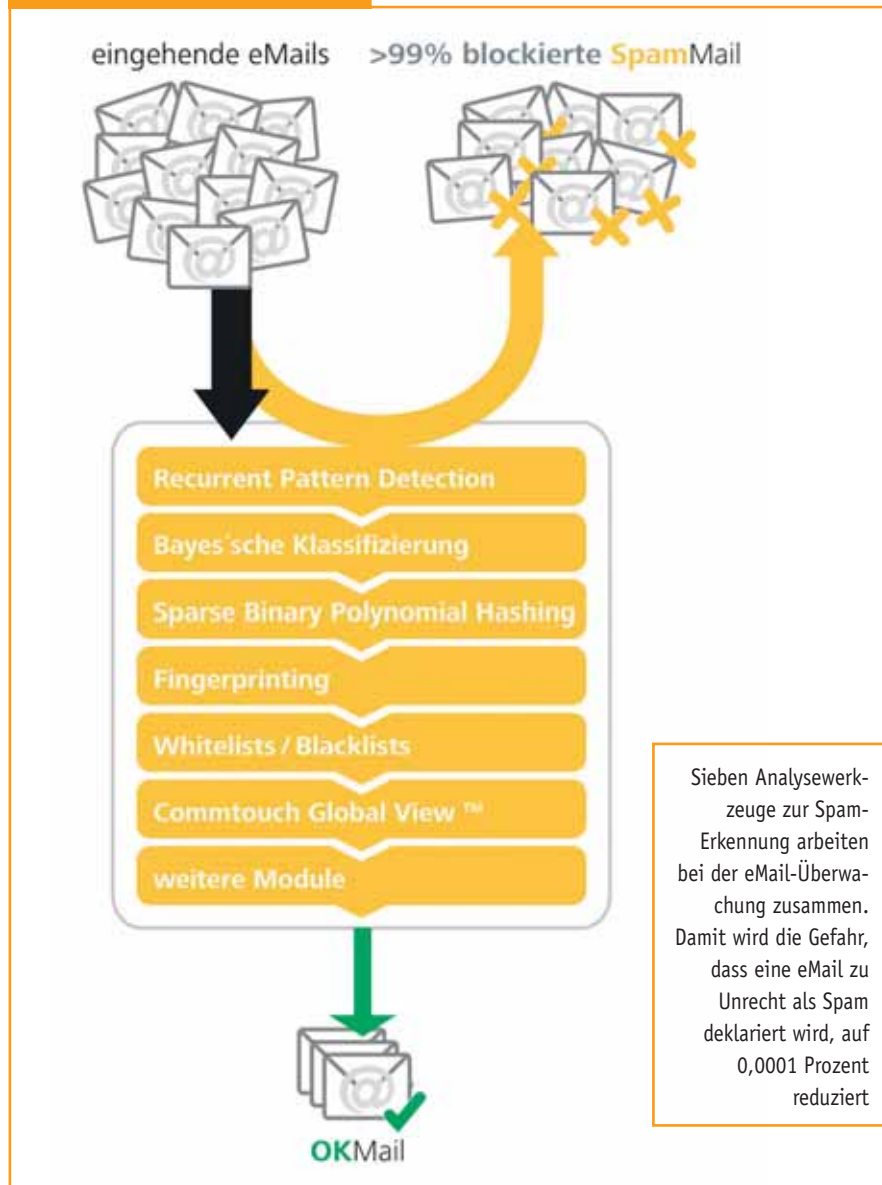 eingehende eMails
>99% blockierte SpamMail
Recurrent Pattern Detection
Bayes´sche Klassifizierung
Sparse Binary Polynomial Hashing
Fingerprinting
Whitelists / Blacklists
Commtouch Global View ™
weitere Module
OKMail
Sieben Analysewerk-
zeuge zur Spam-
Erkennung arbeiten
bei der eMail-Überwa-
chung zusammen.
Damit wird die Gefahr,
dass eine eMail zu
Unrecht als Spam
deklariert wird, auf
0,0001 Prozent
reduziert